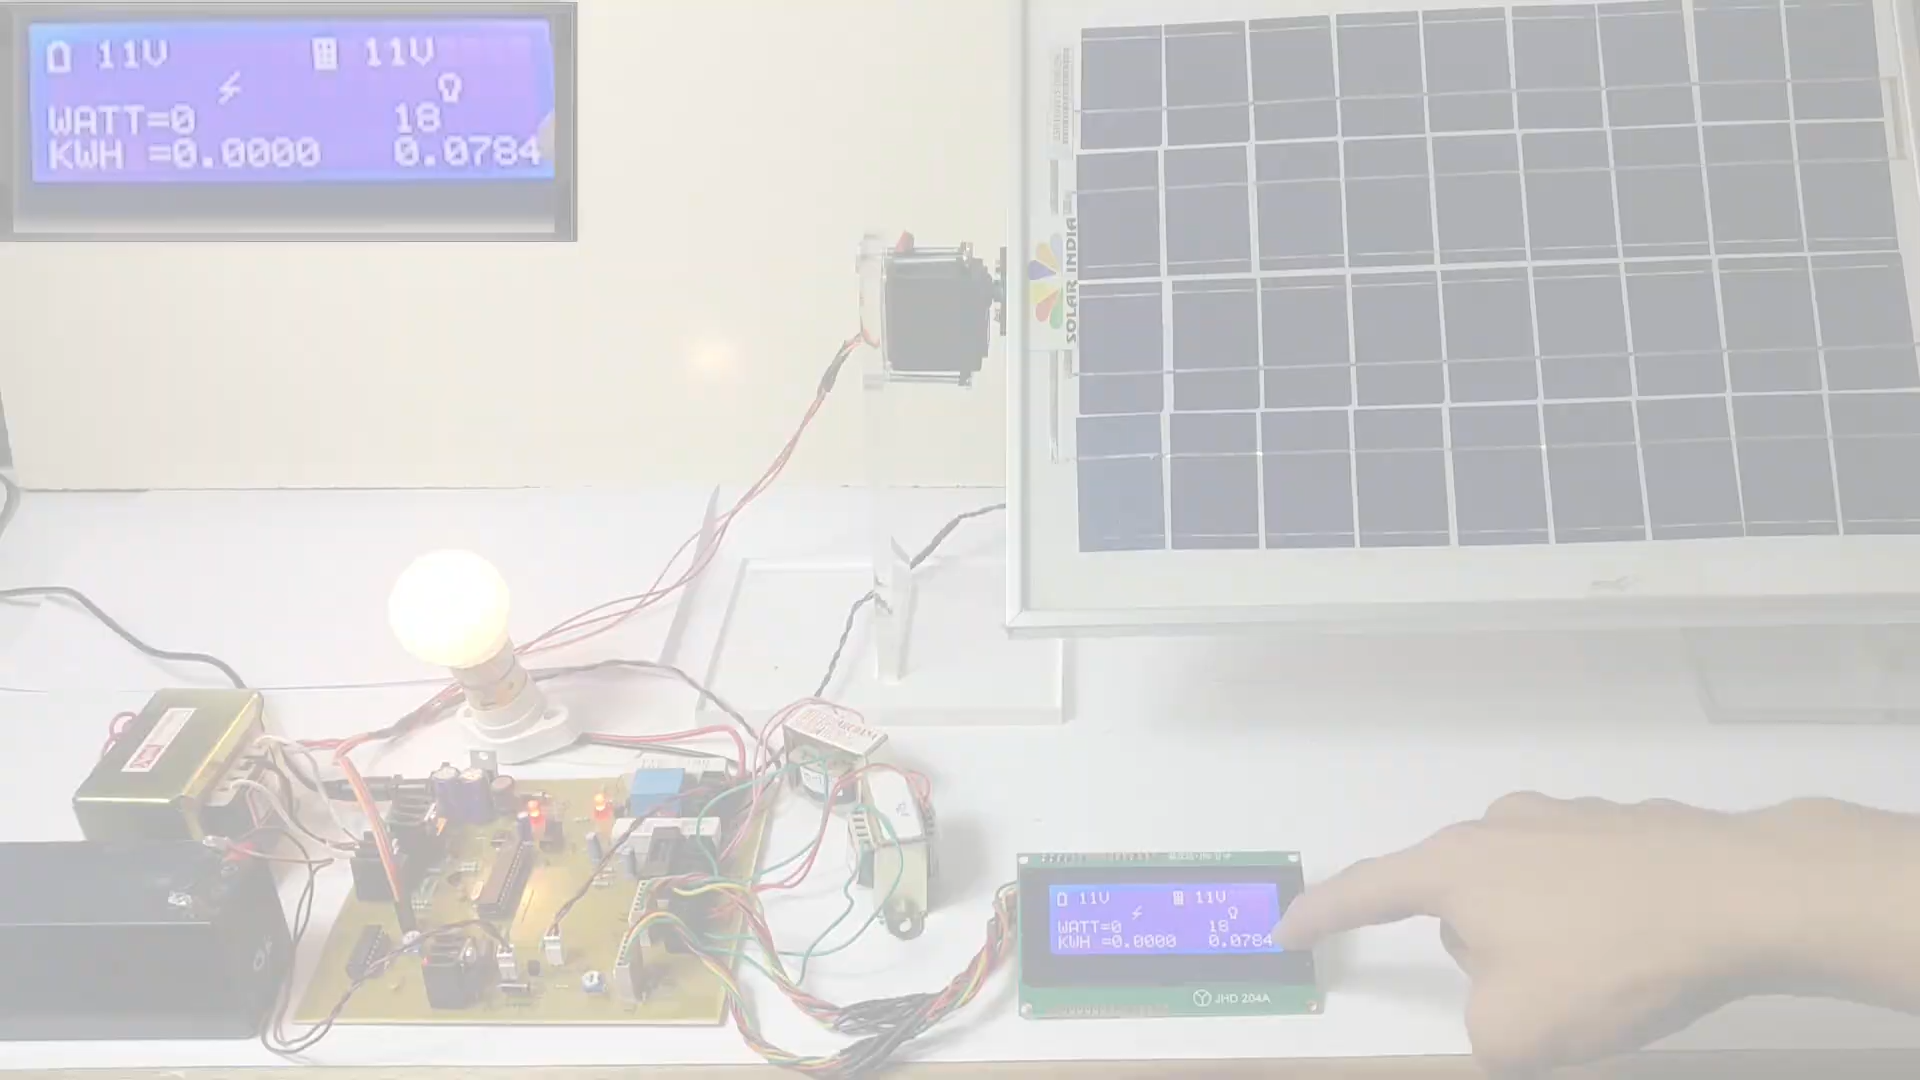 11V 11V
WATT=0 18
KWH =0.0000 0.0784
SOLAR INDIA
11V 11V
WATT=0 18
KWH =0.0000 0.0784
JHD 204A